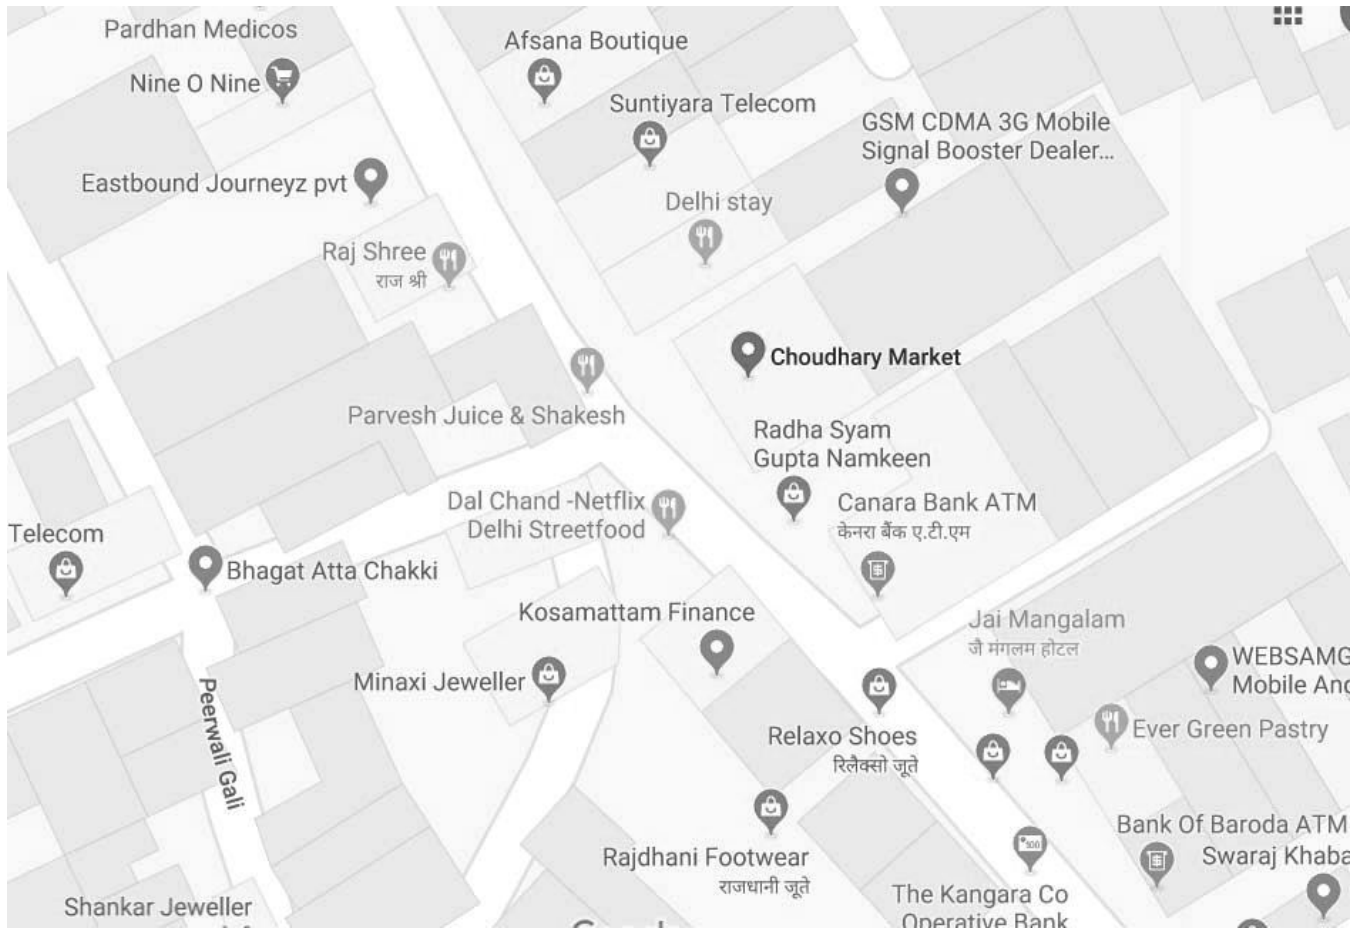 Pardhan Medicos
Afsana Boutique
Nine O Nine
Suntiyara Telecom
GSM CDMA 3G Mobile
Signal Booster Dealer...
Eastbound Journeyz pvt
Delhi stay
Raj Shree
राज श्री
Choudhary Market
Parvesh Juice & Shakesh
Radha Syam
Gupta Namkeen
Dal Chand -Netflix
Delhi Streetfood
Canara Bank ATM
केनरा बैंक ए.टी.एम
Telecom
Bhagat Atta Chakki
Kosamattam Finance
Jai Mangalam
जै मंगलम होटल
WEBSAMG
Mobile
Minaxi Jeweller
Peerwali Gali
Ever Green Pastry
Relaxo Shoes
रिलैक्सो जूते
Bank Of Baroda ATM
Swaraj
Rajdhani Footwear
राजधानी जूते
The Kangara Co
Operative Bank
Shankar Jeweller
500